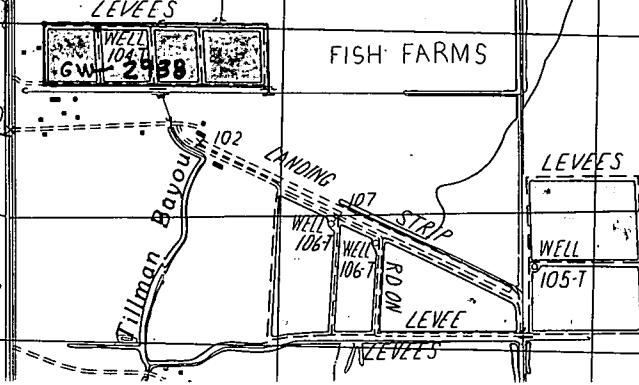 LEVEES
WELL
104-T
GW- 2938
FISH FARMS
102
LANDING
STRIP
107
LEVEES
Tillman Bayou
WELL
106-T
WELL
106-T
RD ON
LEVEE
WELL
105-T
LEVEES